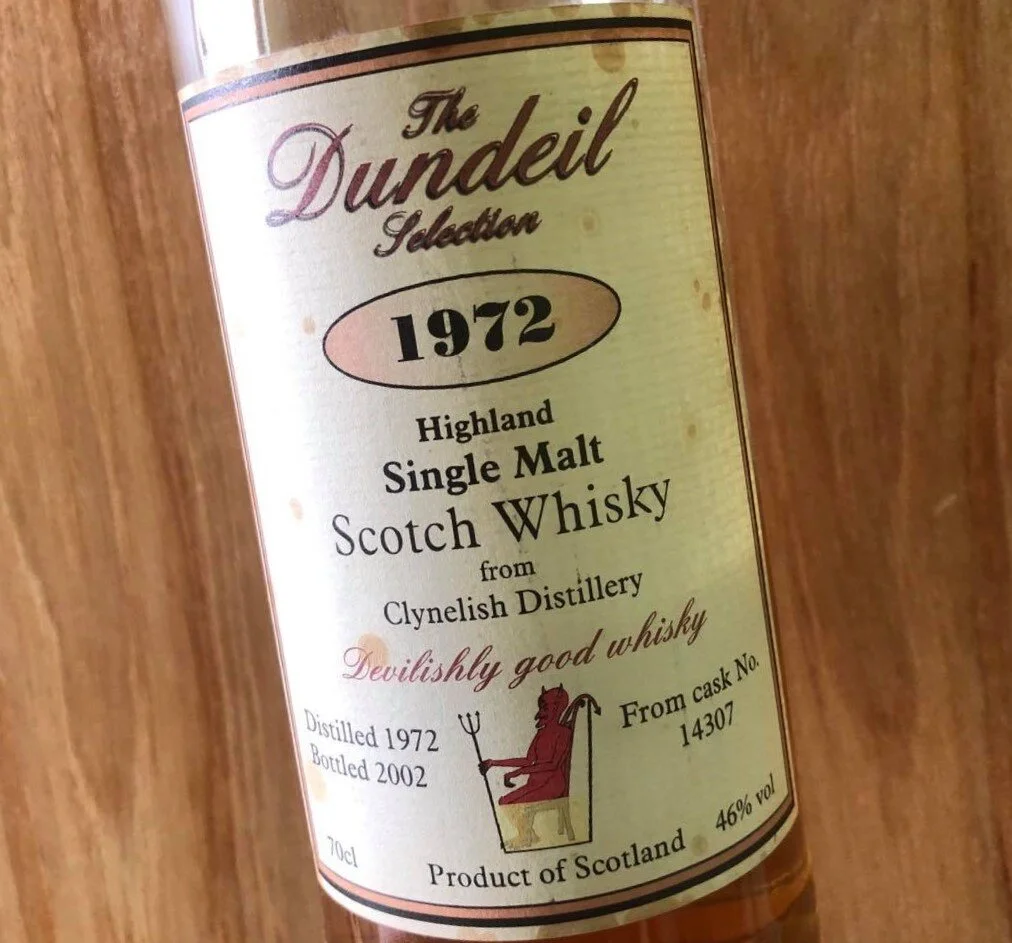 The
Dundeil
Selection
1972
Highland
Single Malt
Scotch Whisky
from
Clynelish Distillery
Devilishly good whisky
Distilled 1972
Bottled 2002
From cask No.
14307
70cl
Product of Scotland
46% vol